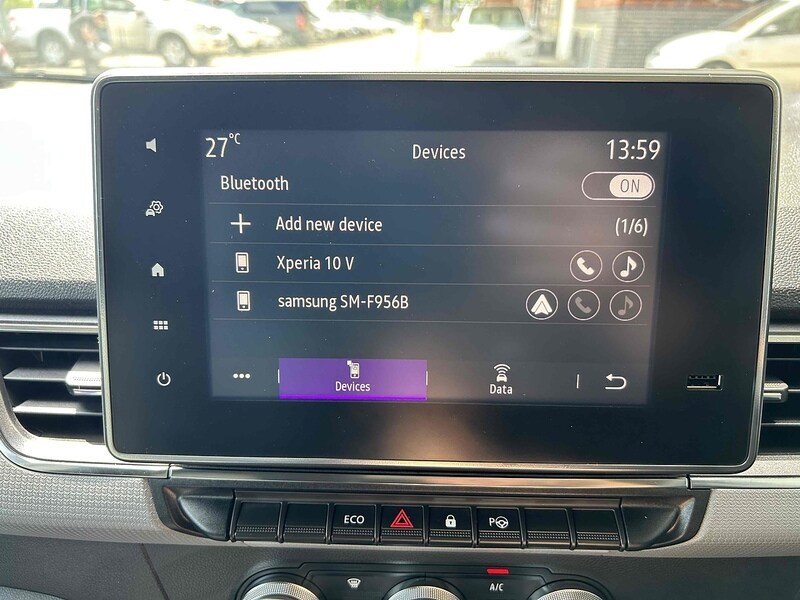 27°C Devices 13:59
Bluetooth ON
Add new device (1/6)
Xperia 10 V
samsung SM-F956B
Devices Data
ECO P
A/C